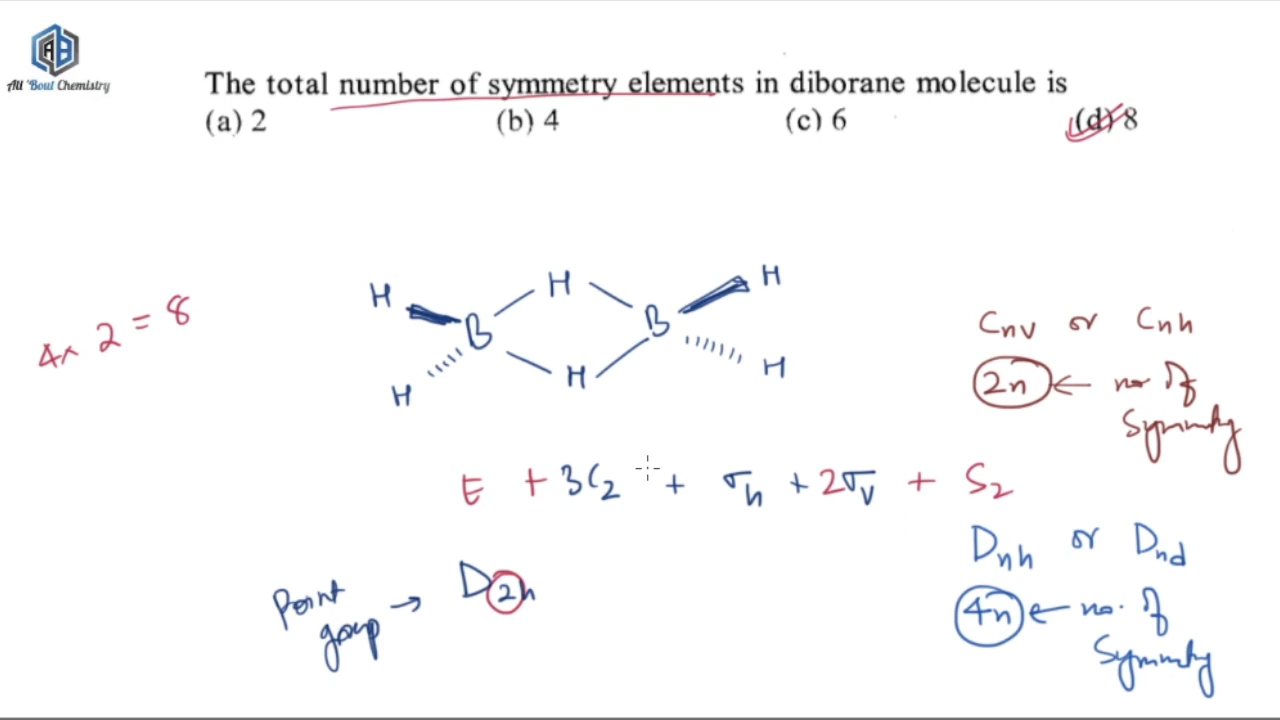 AB
All 'Bout Chemistry
The total number of symmetry elements in diborane molecule is
(a) 2 (b) 4 (c) 6 (d) 8
4 x 2 = 8
H H H
B B
H H H
Cnv or Cnh
2n ← no of
Symmetry
E + 3C2 + σh + 2σv + S2
Dnh or Dnd
Point
group → D2h
4n ← no. of
Symmetry